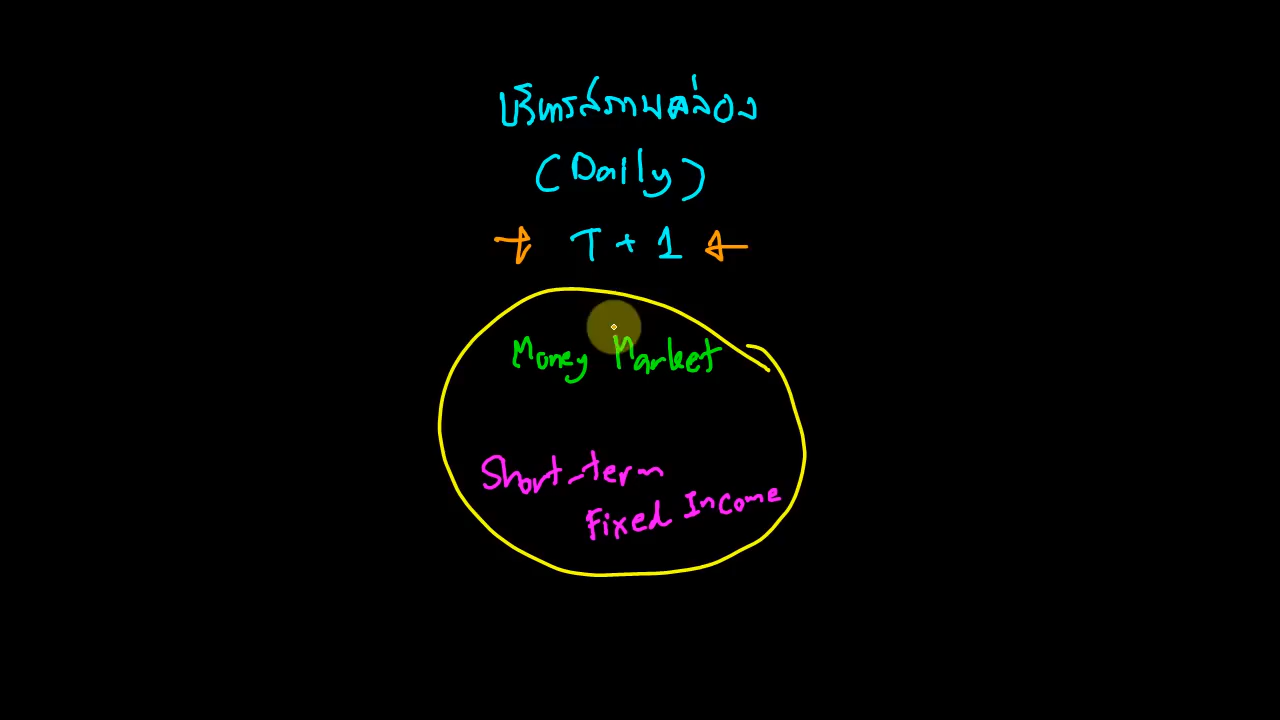 บริหารสภาพคล่อง
(Daily)
→ T + 1 ←
Money Market
Short-term
Fixed Income